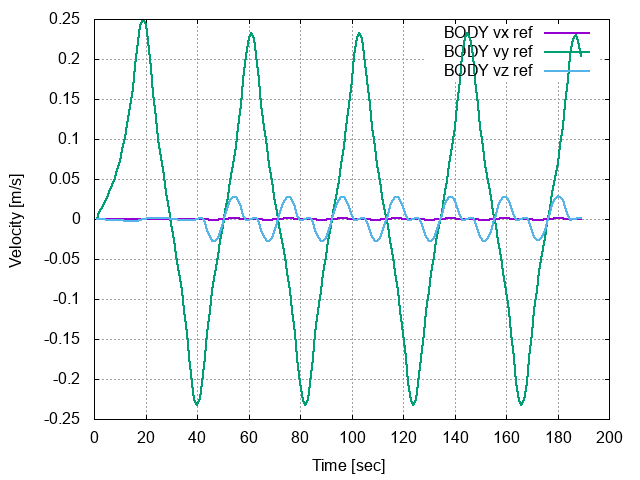 0.25
0.2
0.15
0.1
0.05
0
-0.05
-0.1
-0.15
-0.2
-0.25
0 20 40 60 80 100 120 140 160 180 200
Velocity [m/s]
Time [sec]
BODY vx ref
BODY vy ref
BODY vz ref